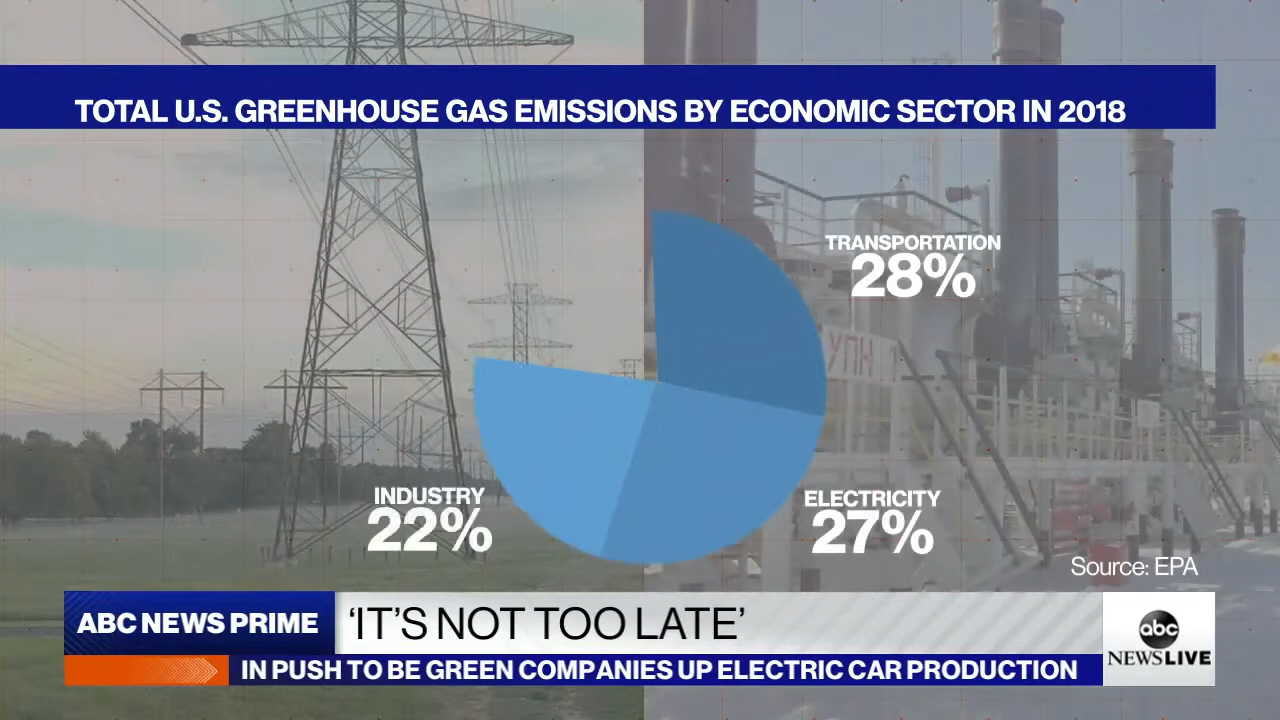 TOTAL U.S. GREENHOUSE GAS EMISSIONS BY ECONOMIC SECTOR IN 2018
TRANSPORTATION
28%
УПН
INDUSTRY
22%
ELECTRICITY
27%
Source: EPA
ABC NEWS PRIME
‘IT’S NOT TOO LATE’
abc
NEWSLIVE
IN PUSH TO BE GREEN COMPANIES UP ELECTRIC CAR PRODUCTION